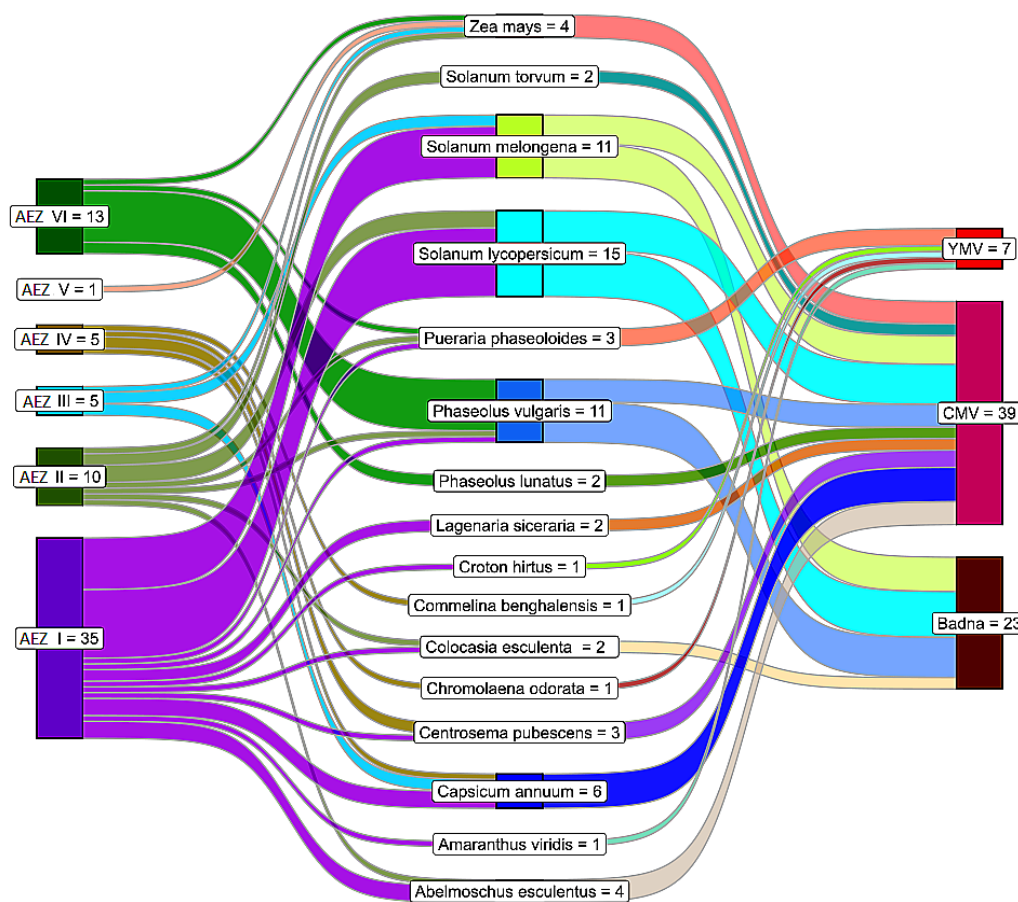 AEZ VI = 13
AEZ V = 1
AEZ IV = 5
AEZ III = 5
AEZ II = 10
AEZ I = 35
Zea mays = 4
Solanum torvum = 2
Solanum melongena = 11
Solanum lycopersicum = 15
Pueraria phaseoloides = 3
Phaseolus vulgaris = 11
Phaseolus lunatus = 2
Lagenaria siceraria = 2
Croton hirtus = 1
Commelina benghalensis = 1
Colocasia esculenta = 2
Chromolaena odorata = 1
Centrosema pubescens = 3
Capsicum annuum = 6
Amaranthus viridis = 1
Abelmoschus esculentus = 4
YMV = 7
CMV = 39
Badna = 23